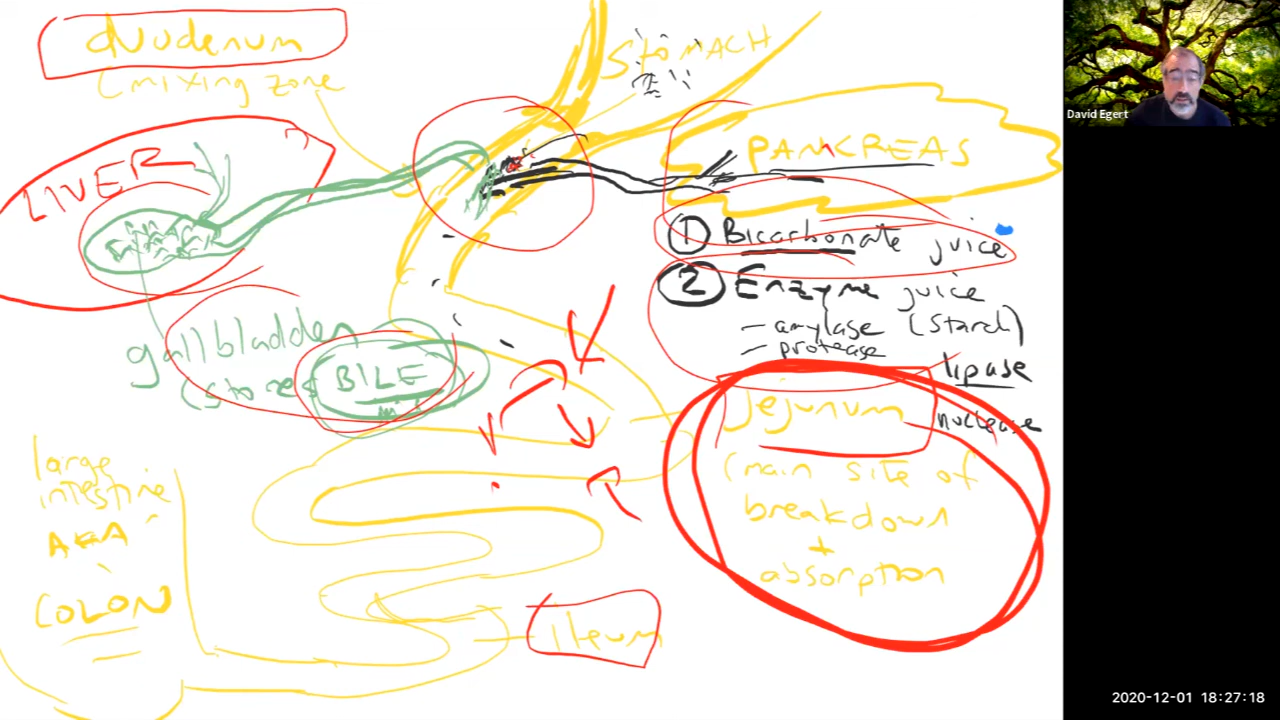 duodenum
(mixing zone
STOMACH
David Egert
LIVER
PANCREAS
① Bicarbonate juice
② Enzyme juice
– amylase (starch)
– protease
lipase
nuclease
gallbladder
(stores BILE
jejunum
(main site of
breakdown
+
absorption
large
intestine
AKA
COLON
ileum
2020-12-01 18:27:18